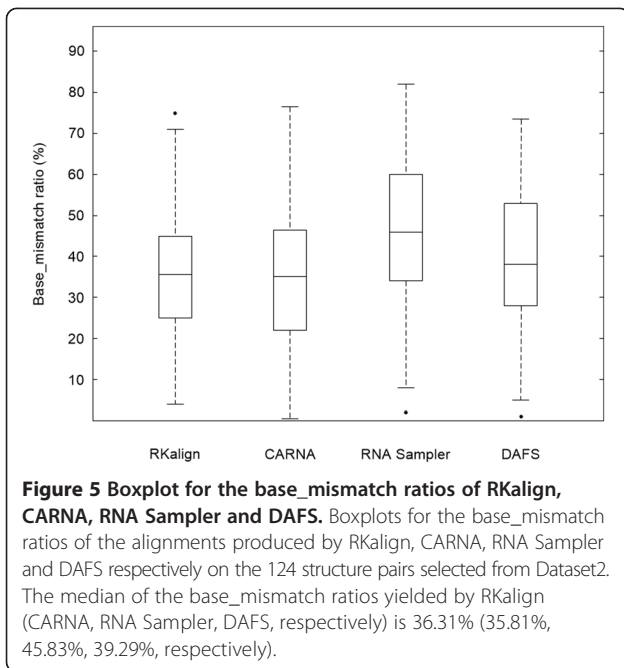 90
80
70
60
50
40
30
20
10
Base_mismatch ratio (%)
RKalign CARNA RNA Sampler DAFS
Figure 5 Boxplot for the base_mismatch ratios of RKalign,
CARNA, RNA Sampler and DAFS. Boxplots for the base_mismatch
ratios of the alignments produced by RKalign, CARNA, RNA Sampler
and DAFS respectively on the 124 structure pairs selected from Dataset2.
The median of the base_mismatch ratios yielded by RKalign
(CARNA, RNA Sampler, DAFS, respectively) is 36.31% (35.81%,
45.83%, 39.29%, respectively).